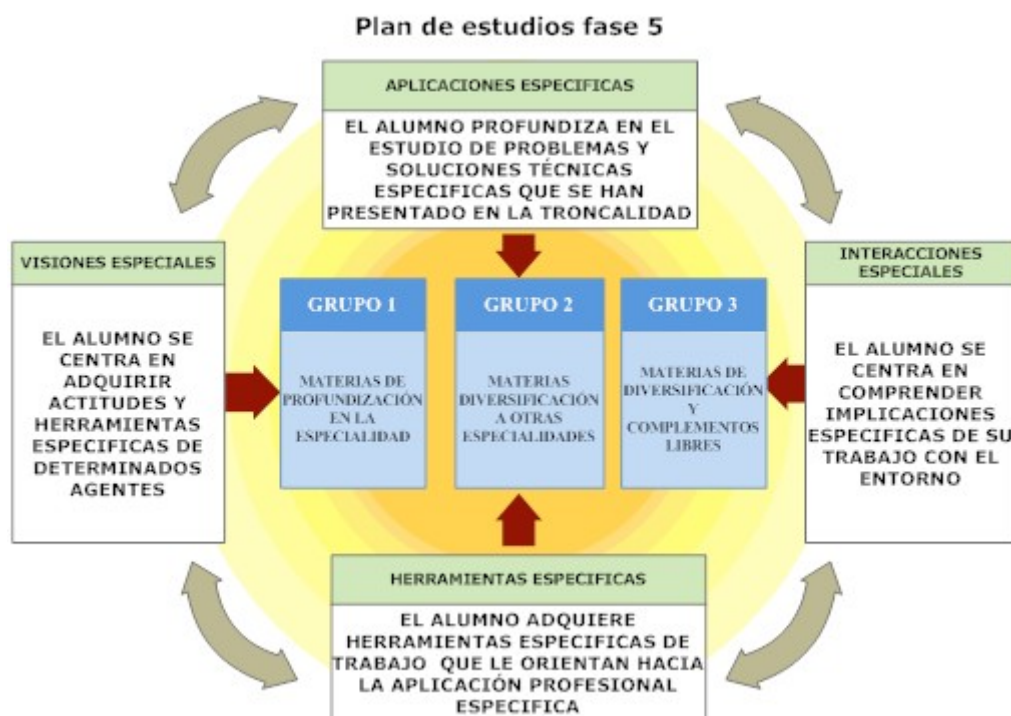 Plan de estudios fase 5
APLICACIONES ESPECIFICAS
EL ALUMNO PROFUNDIZA EN EL
ESTUDIO DE PROBLEMAS Y
SOLUCIONES TÉCNICAS
ESPECIFICAS QUE SE HAN
PRESENTADO EN LA TRONCALIDAD
VISIONES ESPECIALES
EL ALUMNO SE
CENTRA EN
ADQUIRIR
ACTITUDES Y
HERRAMIENTAS
ESPECIFICAS DE
DETERMINADOS
AGENTES
GRUPO 1
MATERIAS DE
PROFUNDIZACIÓN
EN LA
ESPECIALIDAD
GRUPO 2
MATERIAS
DIVERSIFICACIÓN
A OTRAS
ESPECIALIDADES
GRUPO 3
MATERIAS DE
DIVERSIFICACIÓN
Y
COMPLEMENTOS
LIBRES
INTERACCIONES
ESPECIALES
EL ALUMNO SE
CENTRA EN
COMPRENDER
IMPLICACIONES
ESPECIFICAS DE SU
TRABAJO CON EL
ENTORNO
HERRAMIENTAS ESPECIFICAS
EL ALUMNO ADQUIERE
HERRAMIENTAS ESPECIFICAS DE
TRABAJO QUE LE ORIENTAN HACIA
LA APLICACIÓN PROFESIONAL
ESPECIFICA